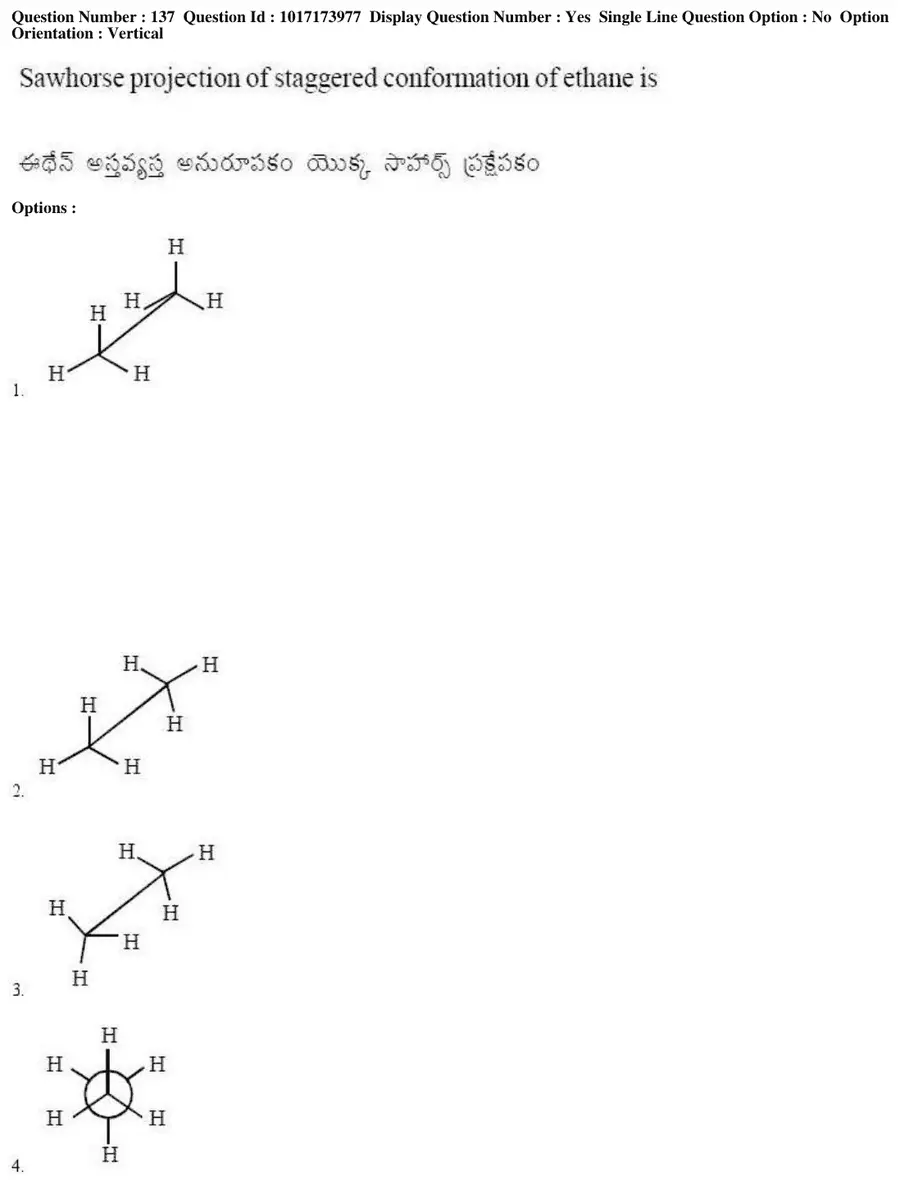 Question Number : 137 Question Id : 1017173977 Display Question Number : Yes Single Line Question Option : No Option
Orientation : Vertical
Sawhorse projection of staggered conformation of ethane is
ఈథేన్ అస్తవ్యస్త అనురూపకం యొక్క సాహార్స్ ప్రక్షేపకం
Options :
H
H H
H
H H
1.
H H
H
H
H H
2.
H H
H
H
H
H
3.
H
H H
H H
H
4.